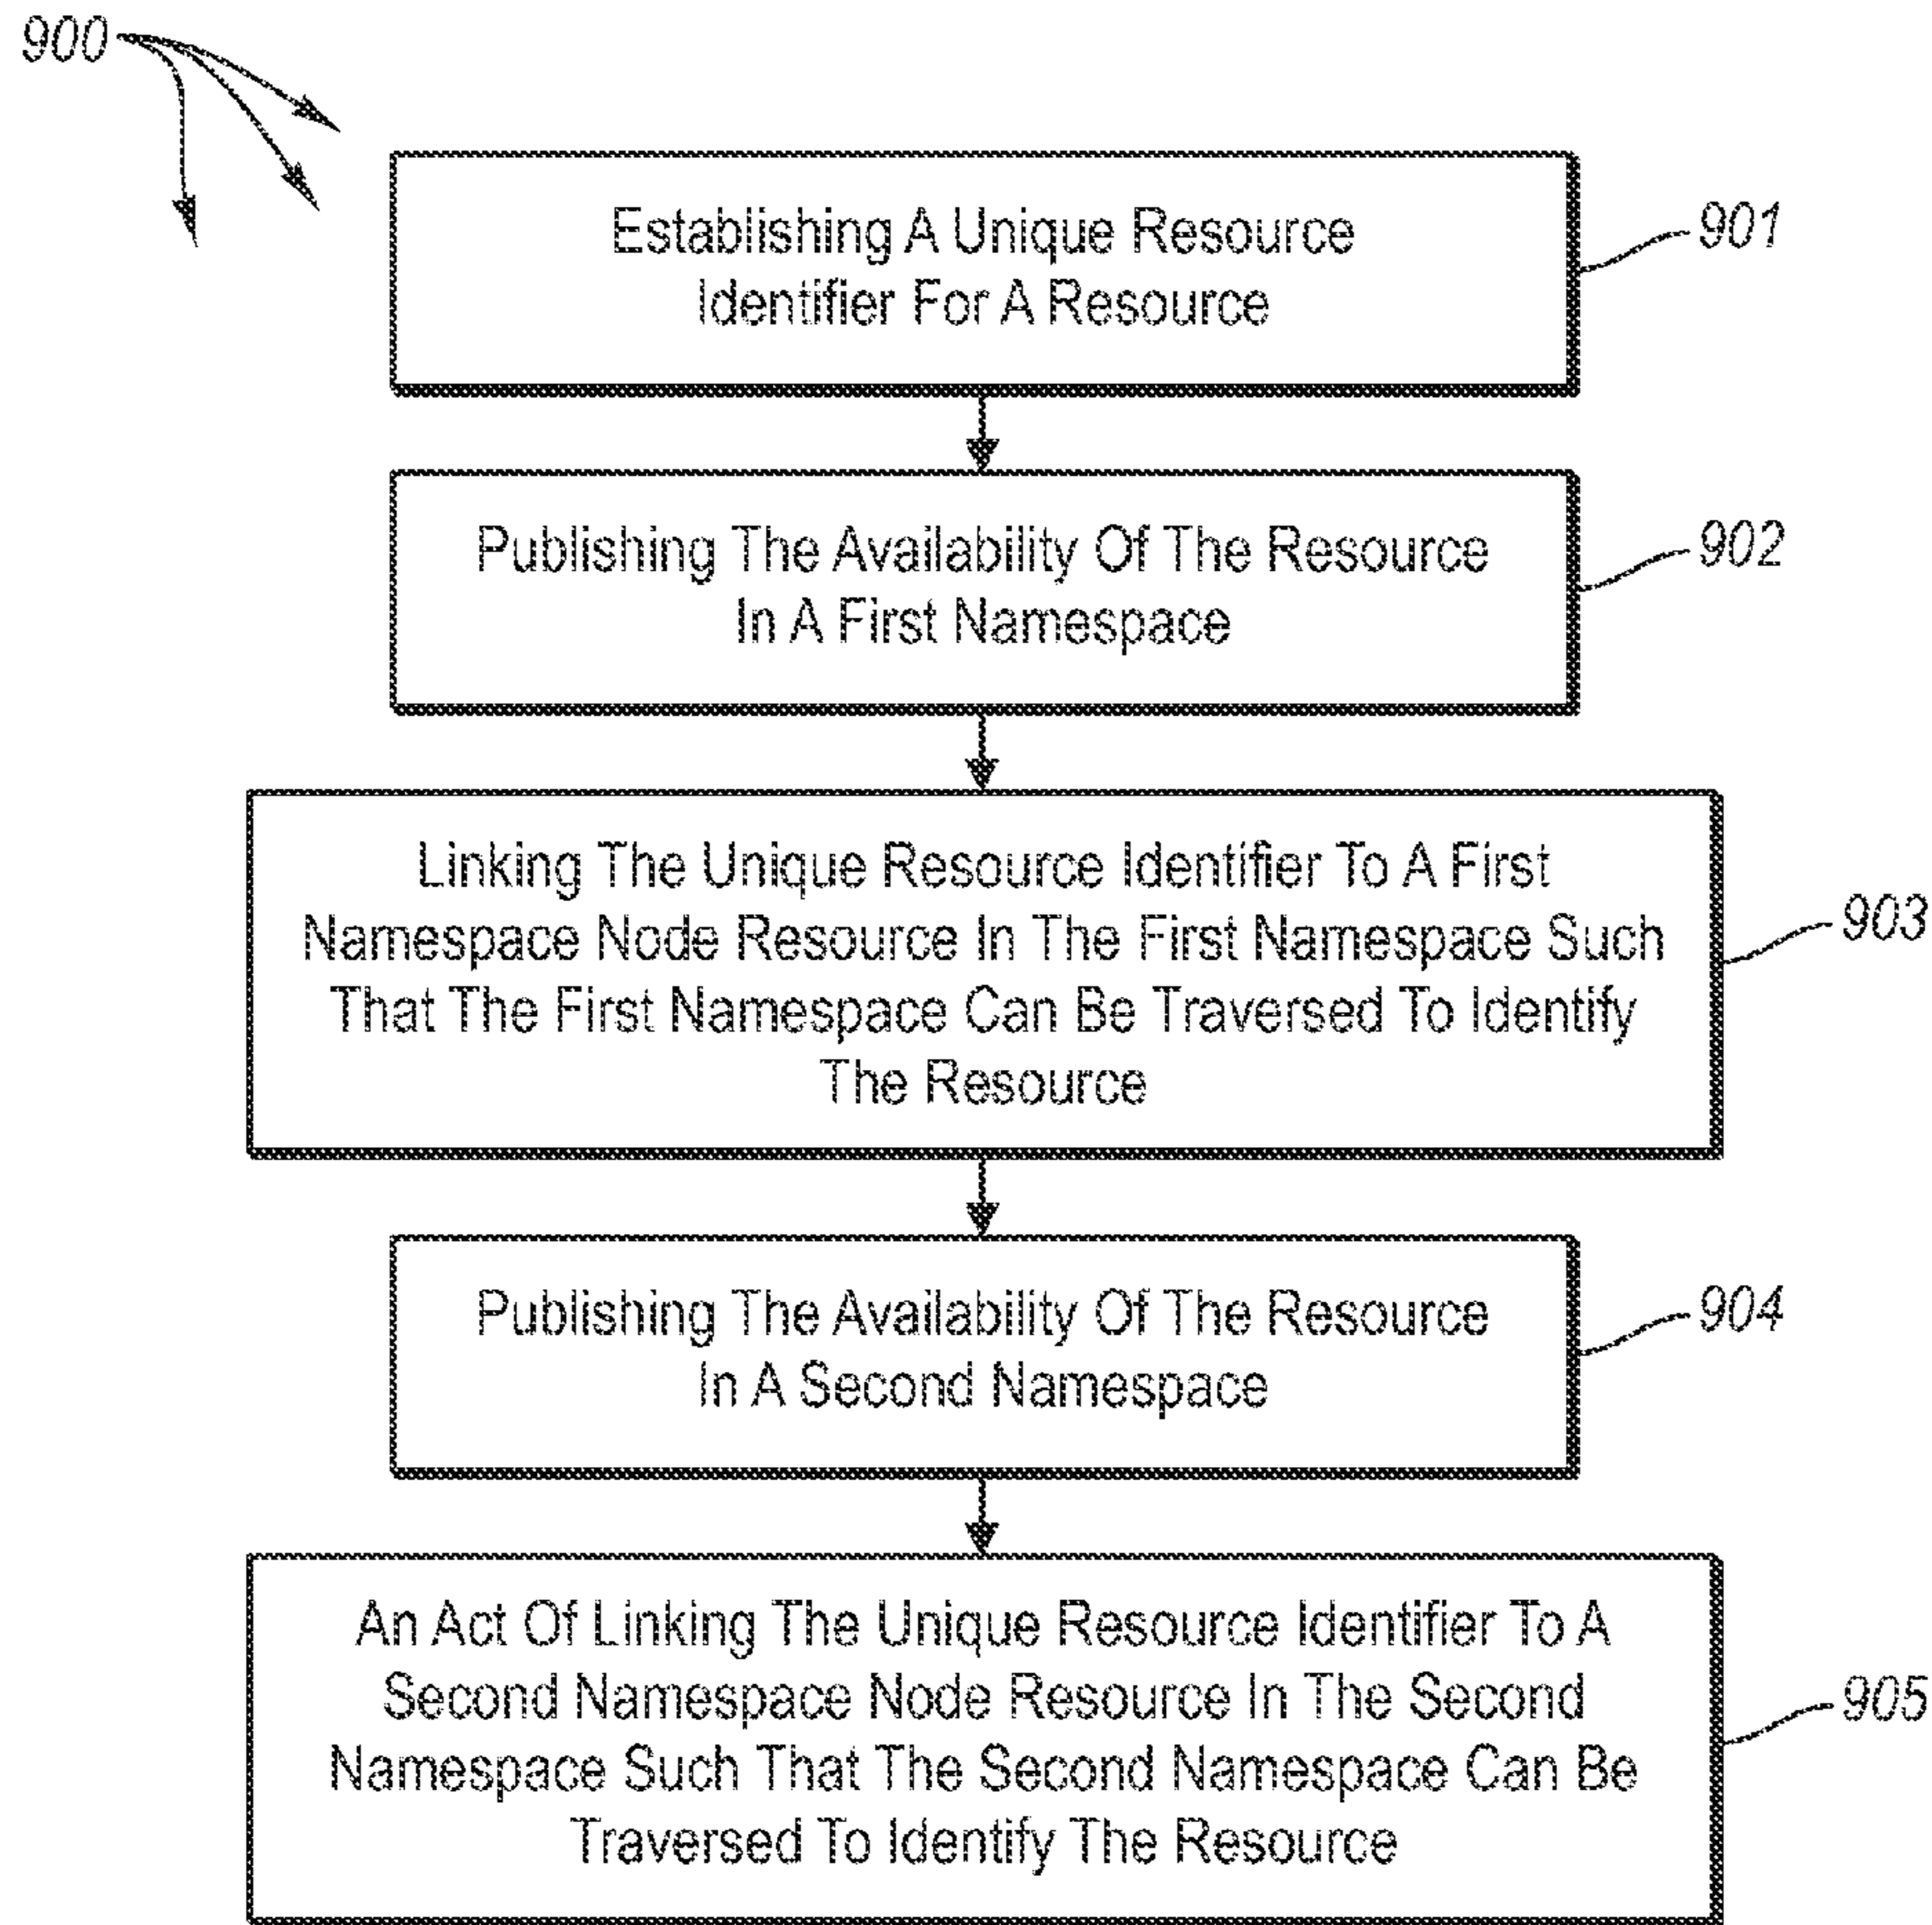 900
Establishing A Unique Resource
Identifier For A Resource
901
Publishing The Availability Of The Resource
In A First Namespace
902
Linking The Unique Resource Identifier To A First
Namespace Node Resource In The First Namespace Such
That The First Namespace Can Be Traversed To Identify
The Resource
903
Publishing The Availability Of The Resource
In A Second Namespace
904
An Act Of Linking The Unique Resource Identifier To A
Second Namespace Node Resource In The Second
Namespace Such That The Second Namespace Can Be
Traversed To Identify The Resource
905